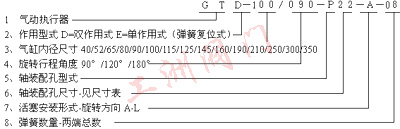 G T D-100/090-P22-A-08
1 气动执行器
2、作用型式 D=双作用式 E=单作用式（弹簧复位式）
3、气缸内径尺寸 40/52/65/80/90/100/115/125/145/160/190/210/250/300/350
4、旋转行程角度 90°/120°/180°
5、轴装配孔型式
6、轴装配孔尺寸-见尺寸表
7、活塞安装形式-旋转方向 A-L
8、弹簧数量-两端总数
工洲阀门